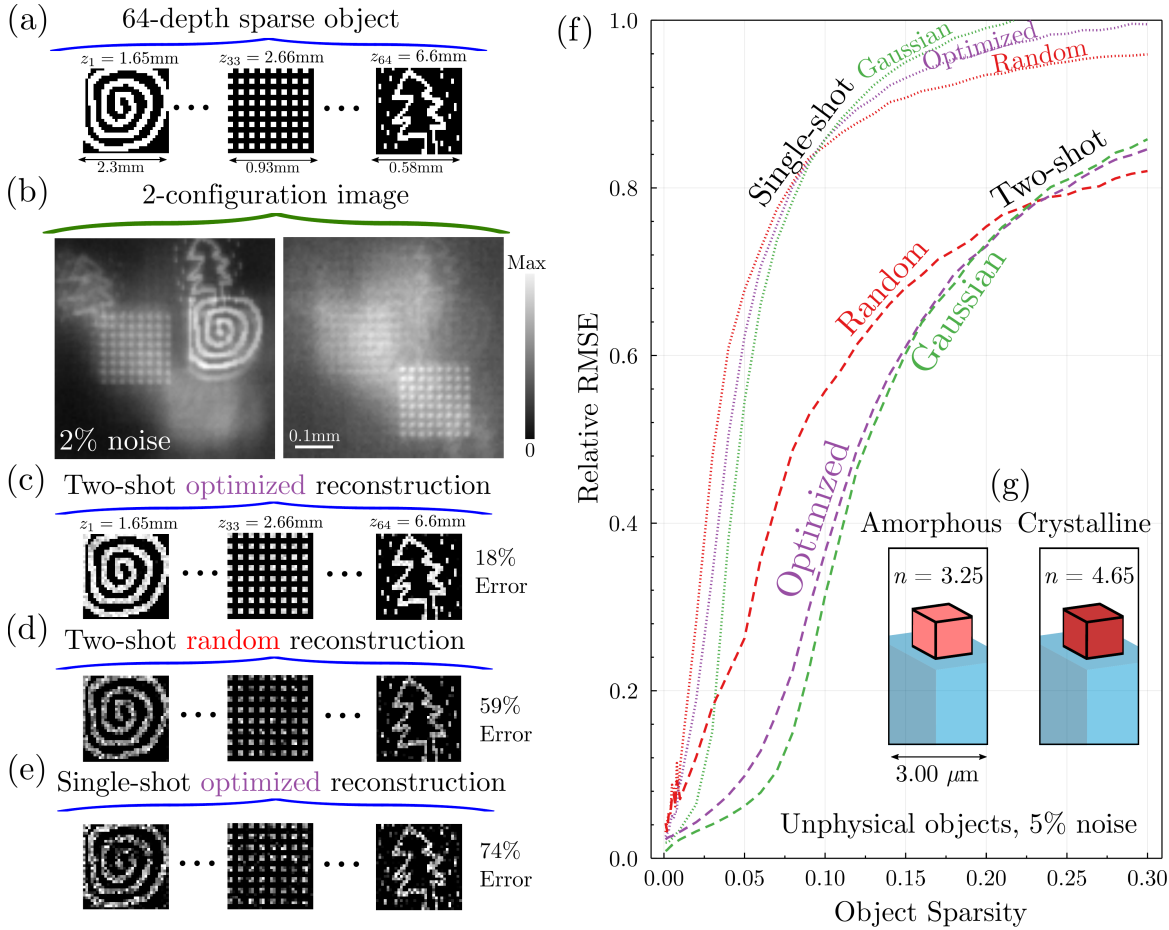 (a)
64-depth sparse object
z₁ = 1.65mm
z₃₃ = 2.66mm
z₆₄ = 6.6mm
2.3mm
0.93mm
0.58mm
(b)
2-configuration image
2% noise
0.1mm
Max
0
(c)
Two-shot optimized reconstruction
z₁ = 1.65mm
z₃₃ = 2.66mm
z₆₄ = 6.6mm
18%
Error
(d)
Two-shot random reconstruction
59%
Error
(e)
Single-shot optimized reconstruction
74%
Error
(f)
Relative RMSE
1.0
0.8
0.6
0.4
0.2
0.0
Single-shot
Gaussian
Optimized
Random
Two-shot
Random
Gaussian
Optimized
(g)
Amorphous
Crystalline
n = 3.25
n = 4.65
3.00 μm
Unphysical objects, 5% noise
0.00
0.05
0.10
0.15
0.20
0.25
0.30
Object Sparsity